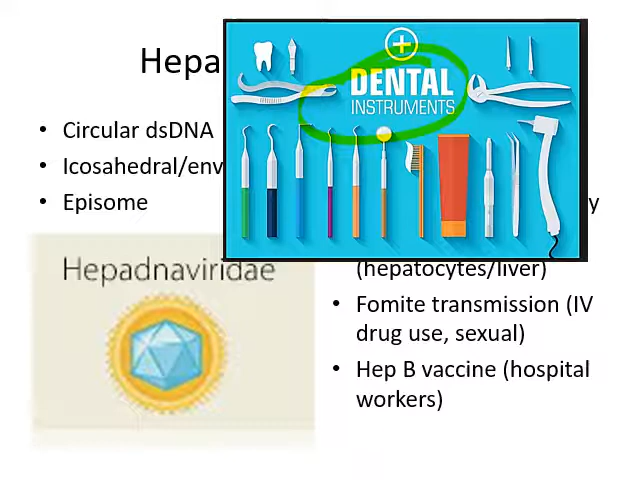 Hepa
DENTAL
INSTRUMENTS
• Circular dsDNA
• Icosahedral/env
• Episome
y
Hepadnaviridae
(hepatocytes/liver)
• Fomite transmission (IV
drug use, sexual)
• Hep B vaccine (hospital
workers)